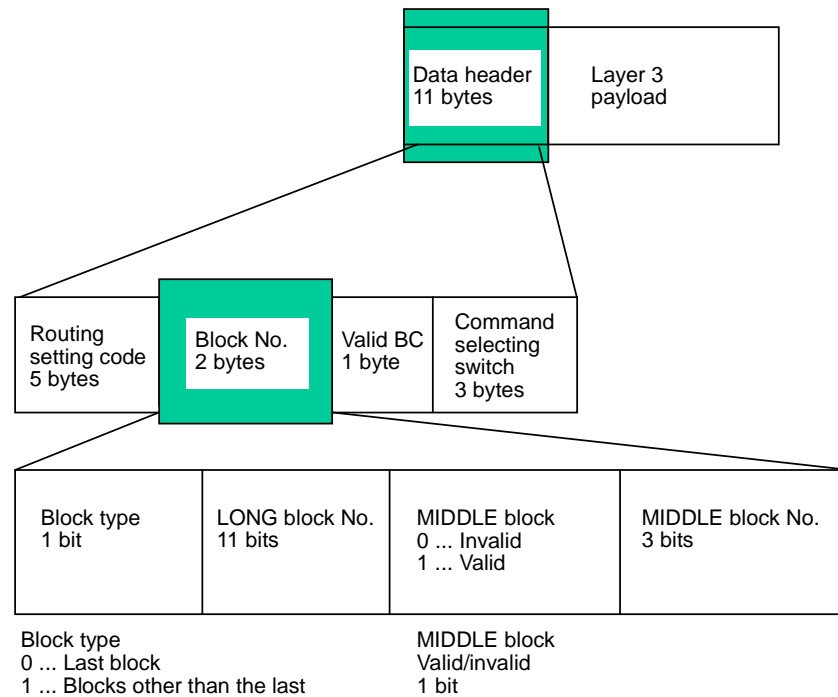 Data header
11 bytes
Layer 3
payload
Routing
setting code
5 bytes
Block No.
2 bytes
Valid BC
1 byte
Command
selecting
switch
3 bytes
Block type
1 bit
LONG block No.
11 bits
MIDDLE block
0 ... Invalid
1 ... Valid
MIDDLE block No.
3 bits
Block type
0 ... Last block
1 ... Blocks other than the last
MIDDLE block
Valid/invalid
1 bit